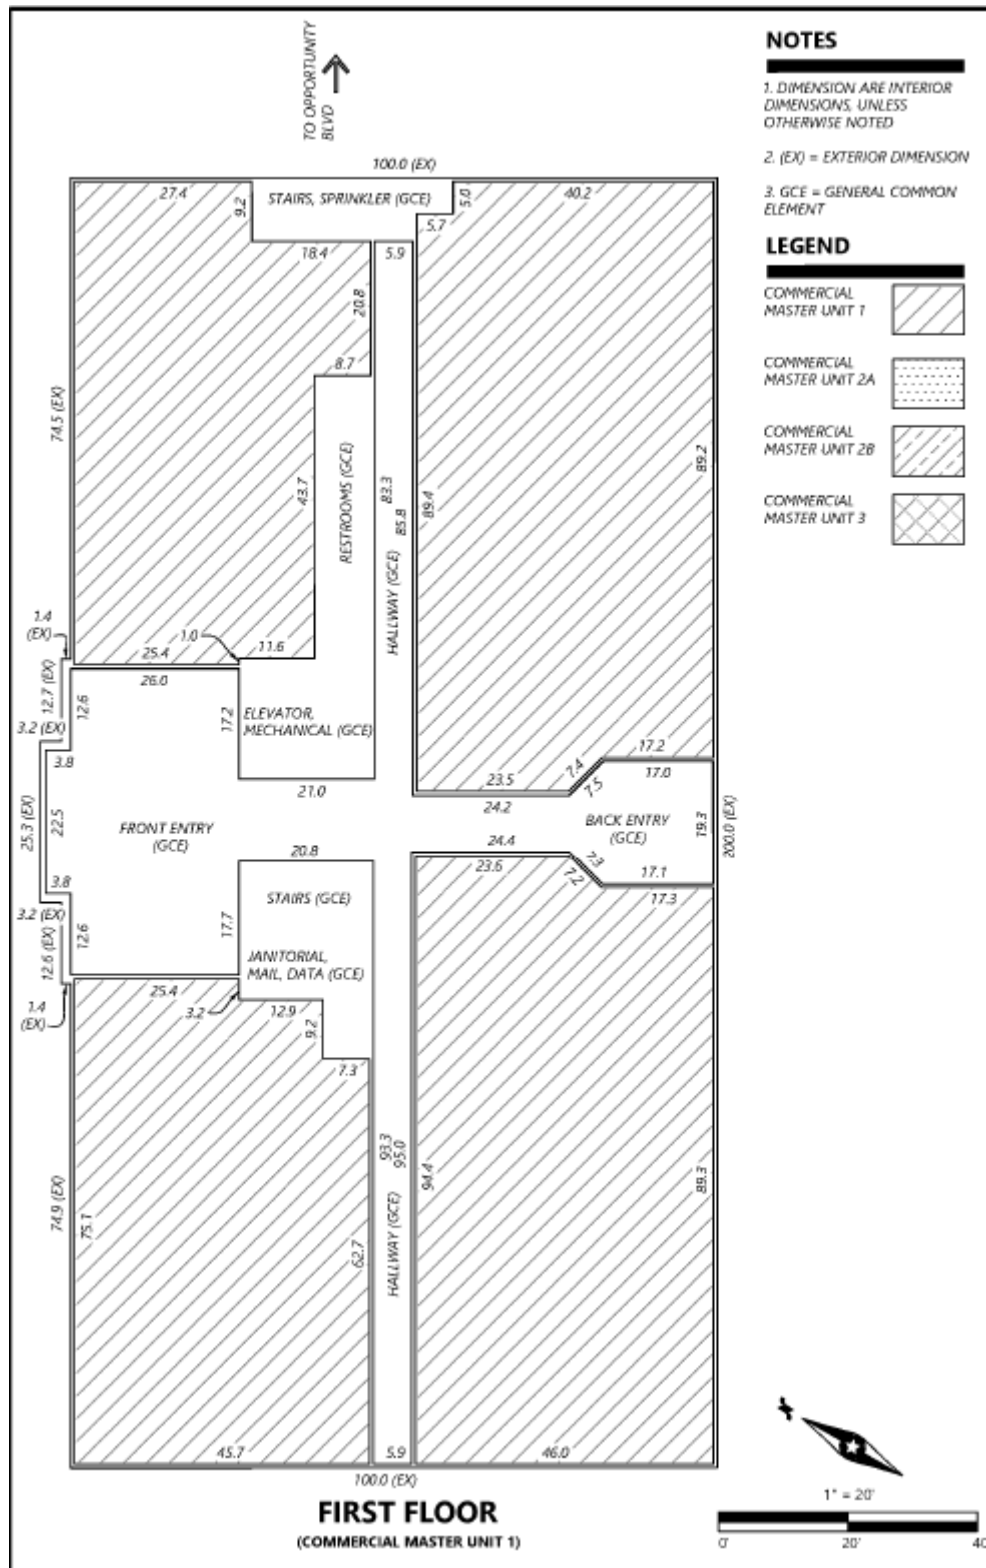 TO OPPORTUNITY
BLVD
NOTES
1. DIMENSION ARE INTERIOR
DIMENSIONS, UNLESS
OTHERWISE NOTED
2. (EX) = EXTERIOR DIMENSION
3. GCE = GENERAL COMMON
ELEMENT
LEGEND
COMMERCIAL
MASTER UNIT 1
COMMERCIAL
MASTER UNIT 2A
COMMERCIAL
MASTER UNIT 2B
COMMERCIAL
MASTER UNIT 3
100.0 (EX)
27.4
9.2
STAIRS, SPRINKLER (GCE)
5.0
40.2
5.7
18.4
5.9
20.8
8.7
74.5 (EX)
43.7
RESTROOMS (GCE)
83.3
85.8
89.4
89.2
HALLWAY (GCE)
1.4
(EX)
1.0
11.6
25.4
26.0
12.7 (EX)
12.6
17.2
ELEVATOR,
MECHANICAL (GCE)
3.2 (EX)
3.8
21.0
23.5
7.4
7.5
17.2
17.0
24.2
25.3 (EX)
22.5
FRONT ENTRY
(GCE)
BACK ENTRY
(GCE)
19.3
200.0 (EX)
20.8
24.4
23.6
7.3
7.2
17.1
17.3
3.8
3.2 (EX)
STAIRS (GCE)
12.6 (EX)
12.6
17.7
JANITORIAL,
MAIL, DATA (GCE)
1.4
(EX)
25.4
3.2
12.9
9.2
7.3
74.9 (EX)
75.1
62.7
93.3
95.0
94.4
89.3
HALLWAY (GCE)
45.7
5.9
46.0
100.0 (EX)
FIRST FLOOR
(COMMERCIAL MASTER UNIT 1)
1" = 20'
0'
20'
40